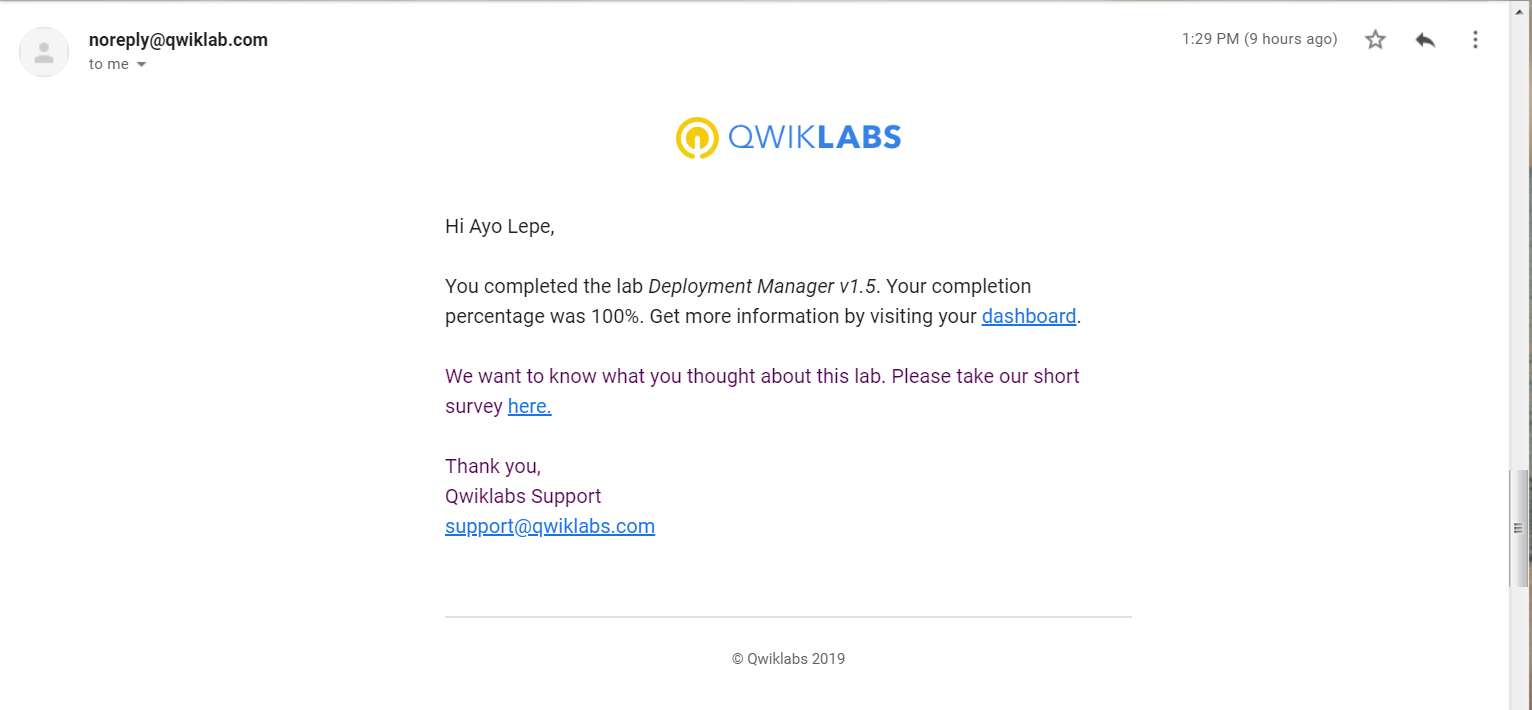 noreply@qwiklab.com
1:29 PM (9 hours ago)
to me
QWIKLABS
Hi Ayo Lepe,
You completed the lab Deployment Manager v1.5. Your completion
percentage was 100%. Get more information by visiting your dashboard.
We want to know what you thought about this lab. Please take our short
survey here.
Thank you,
Qwiklabs Support
support@qwiklabs.com
© Qwiklabs 2019